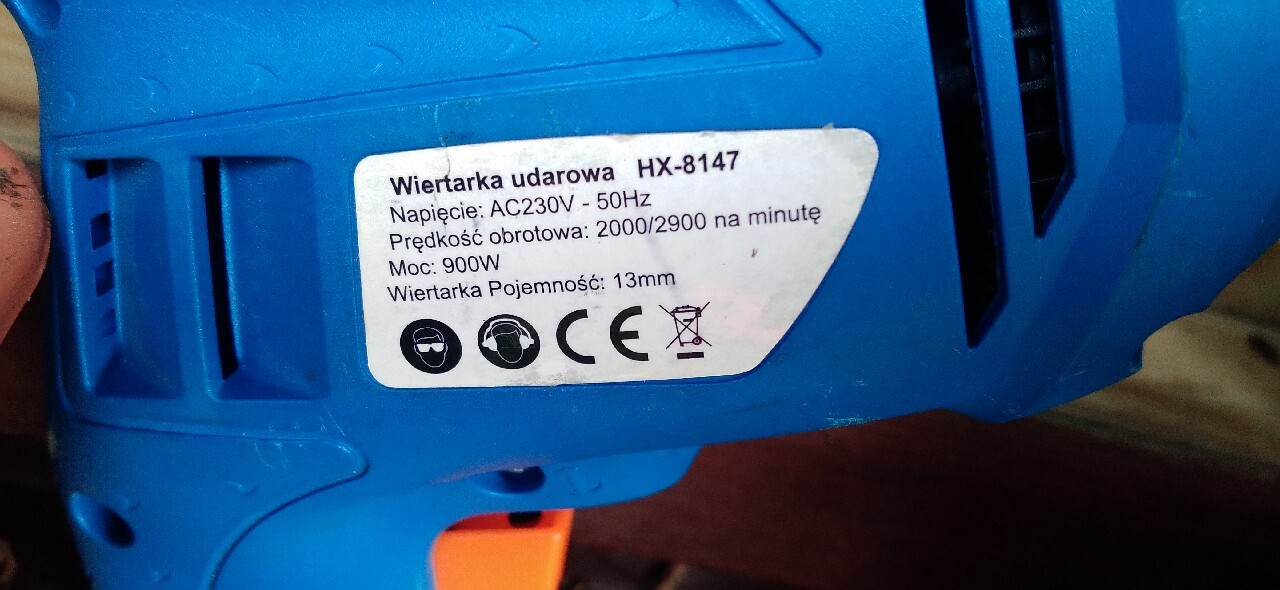 Wiertarka udarowa HX-8147
Napięcie: AC230V - 50Hz
Prędkość obrotowa: 2000/2900 na minutę
Moc: 900W
Wiertarka Pojemność: 13mm
CE